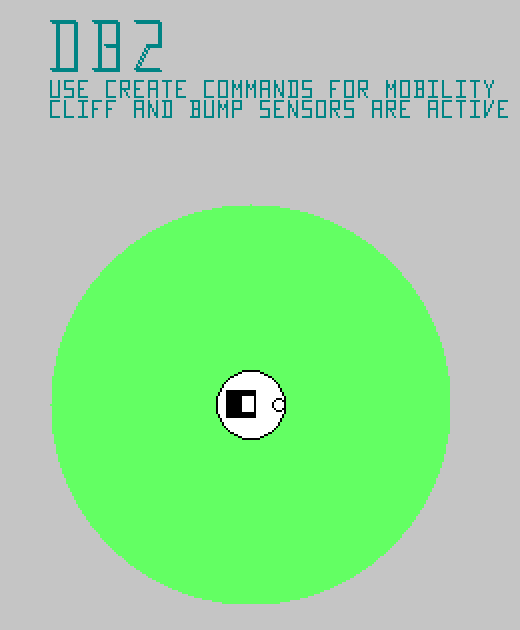 DB2
USE CREATE COMMANDS FOR MOBILITY
CLIFF AND BUMP SENSORS ARE ACTIVE